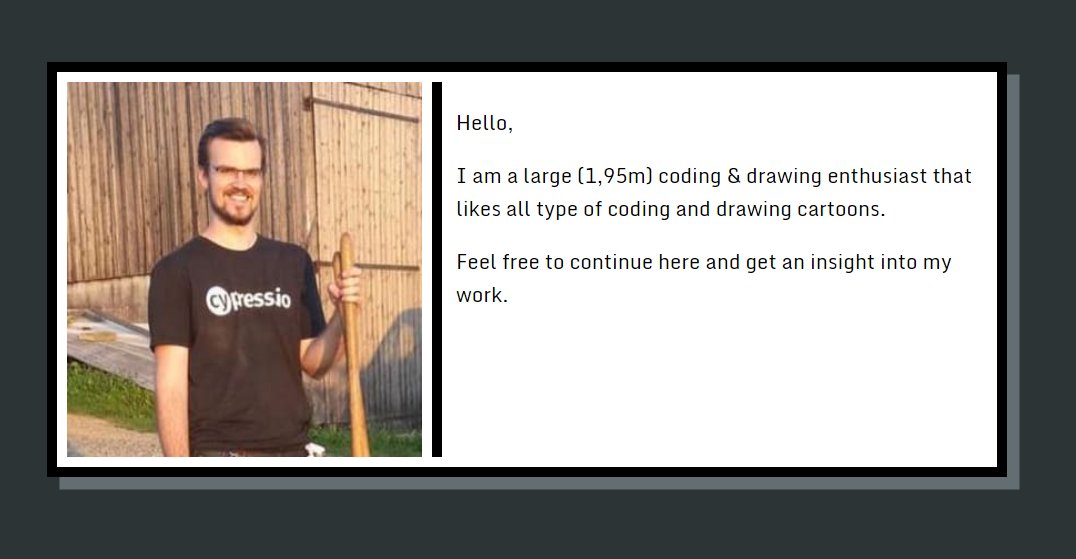 cypressio
Hello,
I am a large (1,95m) coding & drawing enthusiast that
likes all type of coding and drawing cartoons.
Feel free to continue here and get an insight into my
work.